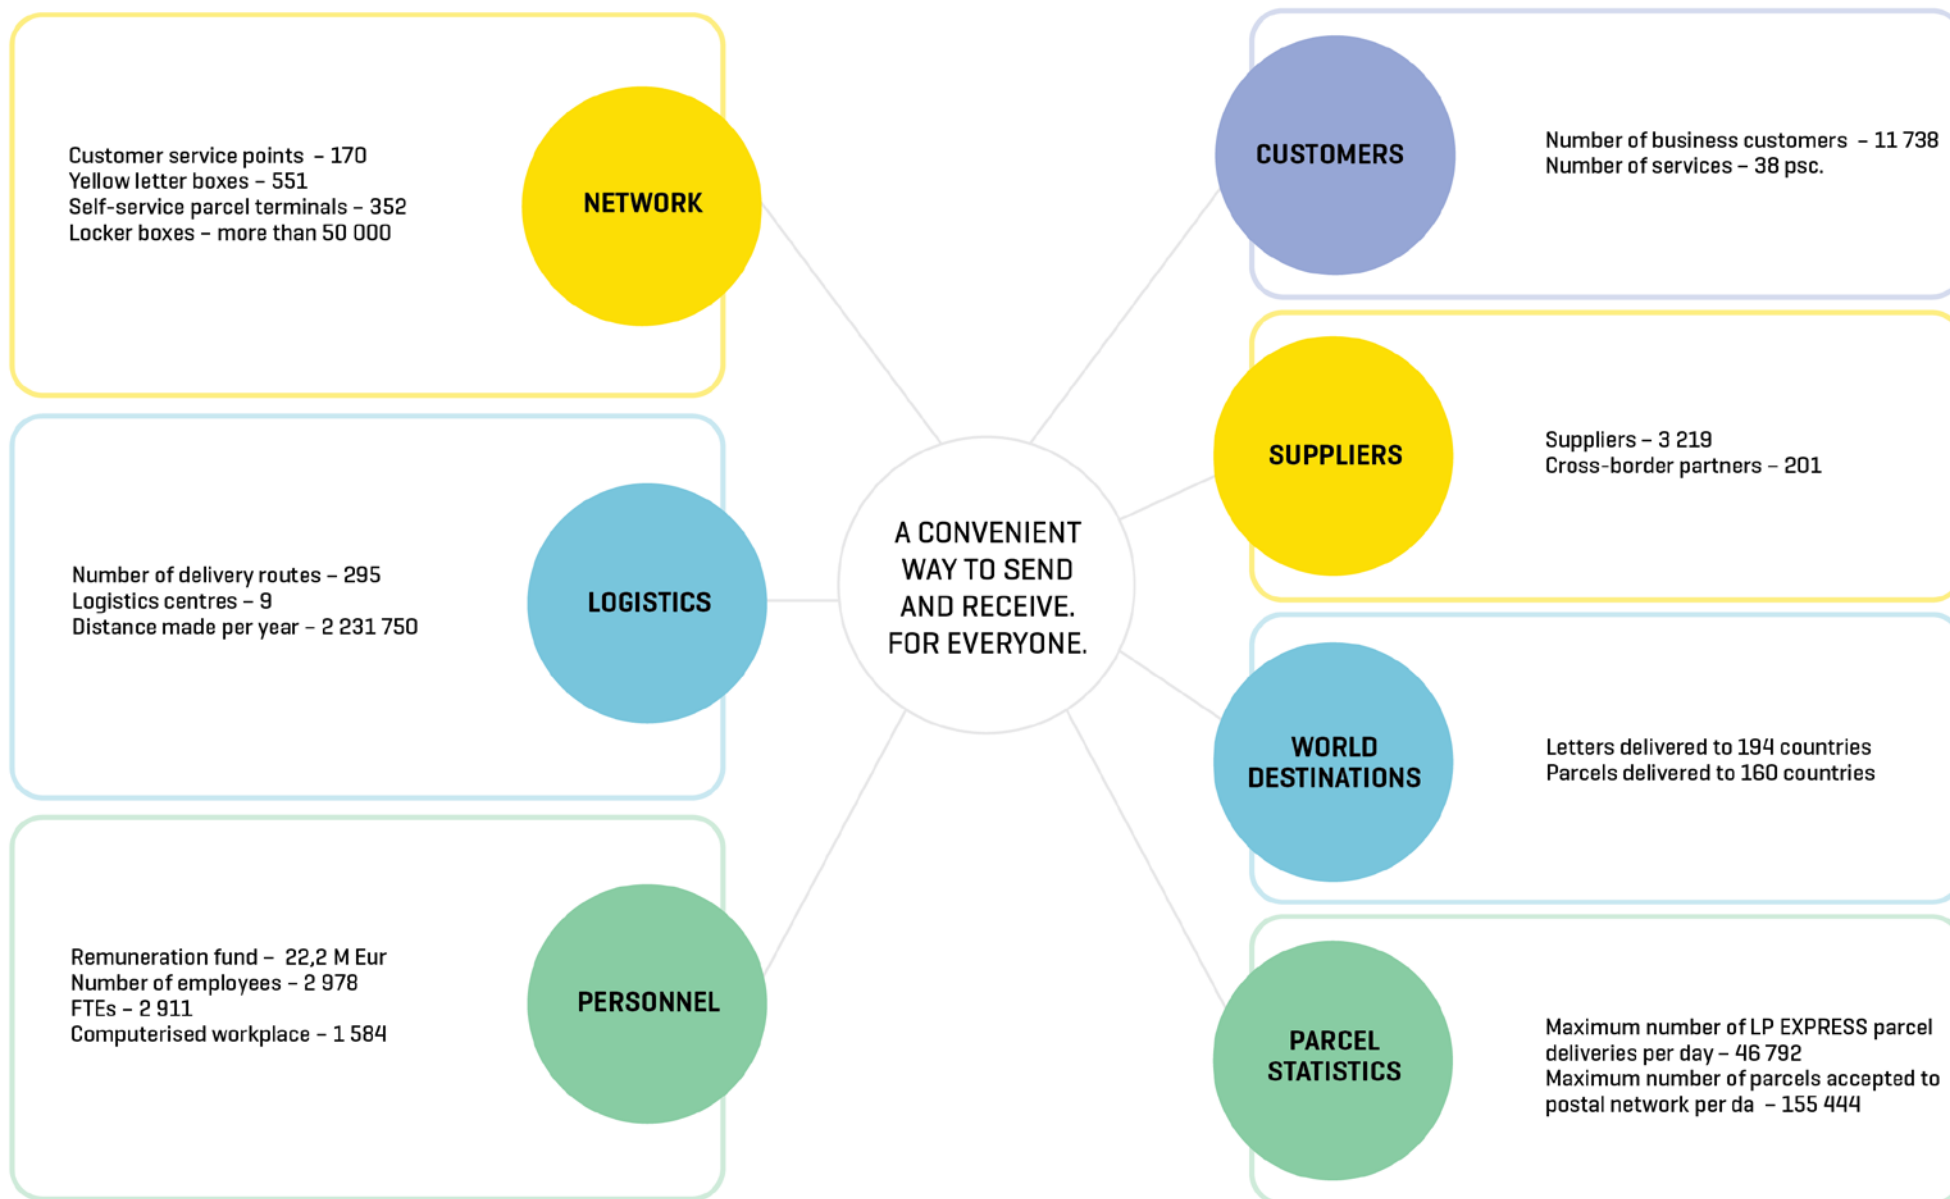 Customer service points – 170
Yellow letter boxes – 551
Self-service parcel terminals – 352
Locker boxes – more than 50 000
NETWORK
Number of delivery routes – 295
Logistics centres – 9
Distance made per year – 2 231 750
LOGISTICS
Remuneration fund – 22,2 M Eur
Number of employees – 2 978
FTEs – 2 911
Computerised workplace – 1 584
PERSONNEL
A CONVENIENT
WAY TO SEND
AND RECEIVE.
FOR EVERYONE.
CUSTOMERS
Number of business customers – 11 738
Number of services – 38 psc.
SUPPLIERS
Suppliers – 3 219
Cross-border partners – 201
WORLD
DESTINATIONS
Letters delivered to 194 countries
Parcels delivered to 160 countries
PARCEL
STATISTICS
Maximum number of LP EXPRESS parcel
deliveries per day – 46 792
Maximum number of parcels accepted to
postal network per da – 155 444